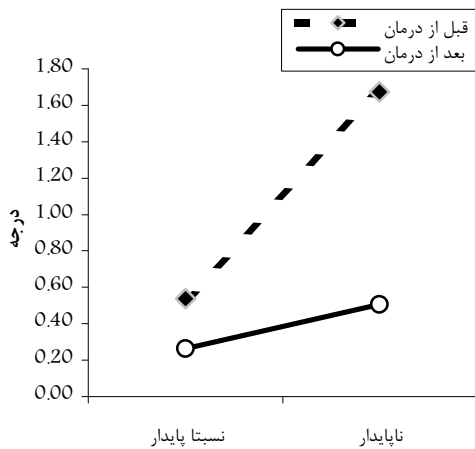 قبل از درمان
بعد از درمان
1.80
1.60
1.40
1.20
1.00
0.80
0.60
0.40
0.20
0.00
درجه
نسبتا پایدار
ناپایدار